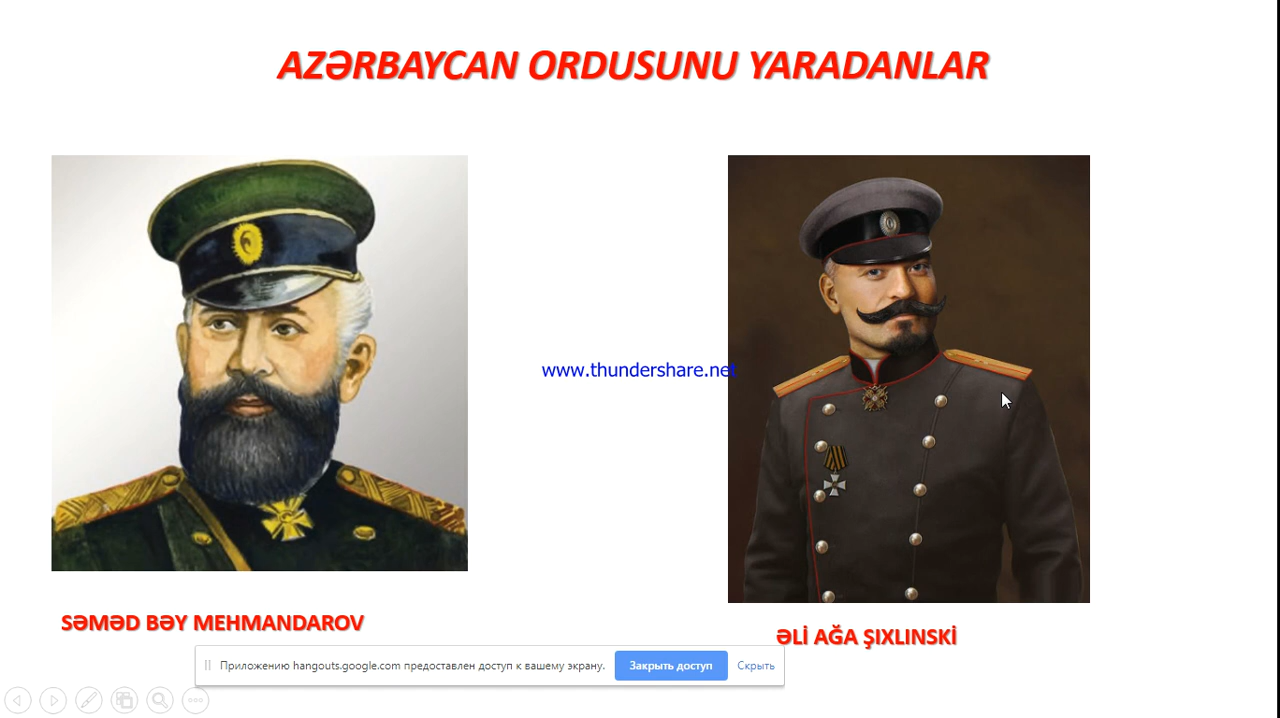 AZƏRBAYCAN ORDUSUNU YARADANLAR
www.thundershare.net
SƏMƏD BƏY MEHMANDAROV
ƏLİ AĞA ŞIXLINSKİ
Приложению hangouts.google.com предоставлен доступ к вашему экрану.
Закрыть доступ
Скрыть